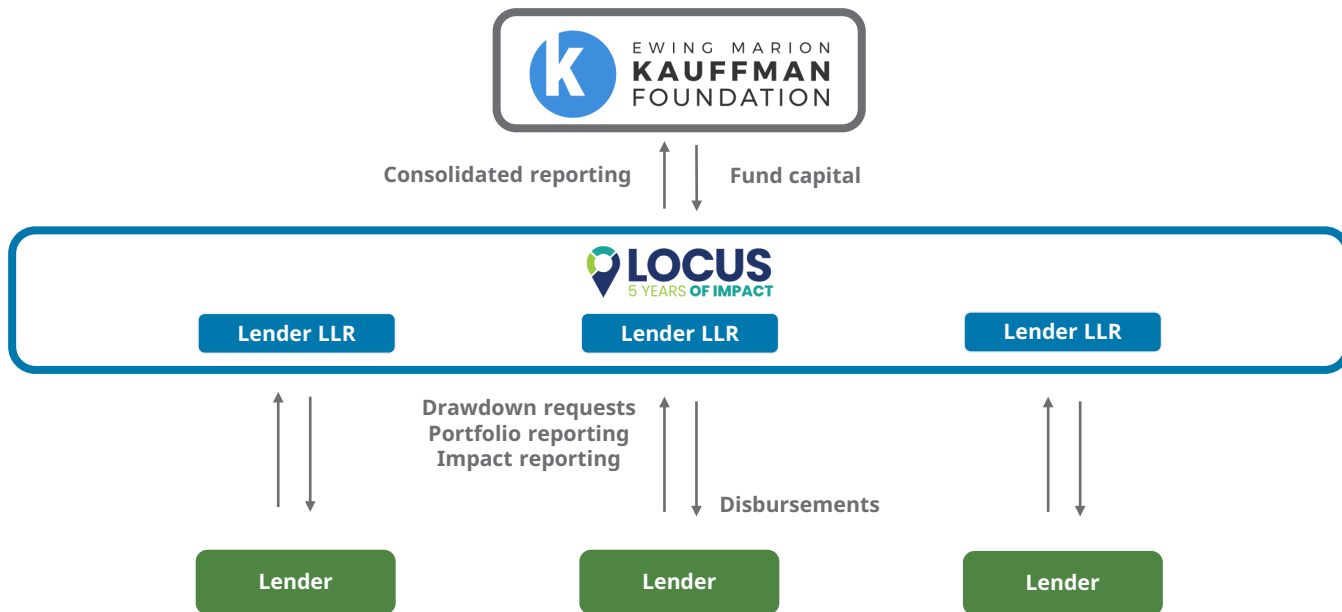 EWING MARION
KAUFFMAN
FOUNDATION
Consolidated reporting
Fund capital
LOCUS
5 YEARS OF IMPACT
Lender LLR
Lender LLR
Lender LLR
Drawdown requests
Portfolio reporting
Impact reporting
Disbursements
Lender
Lender
Lender